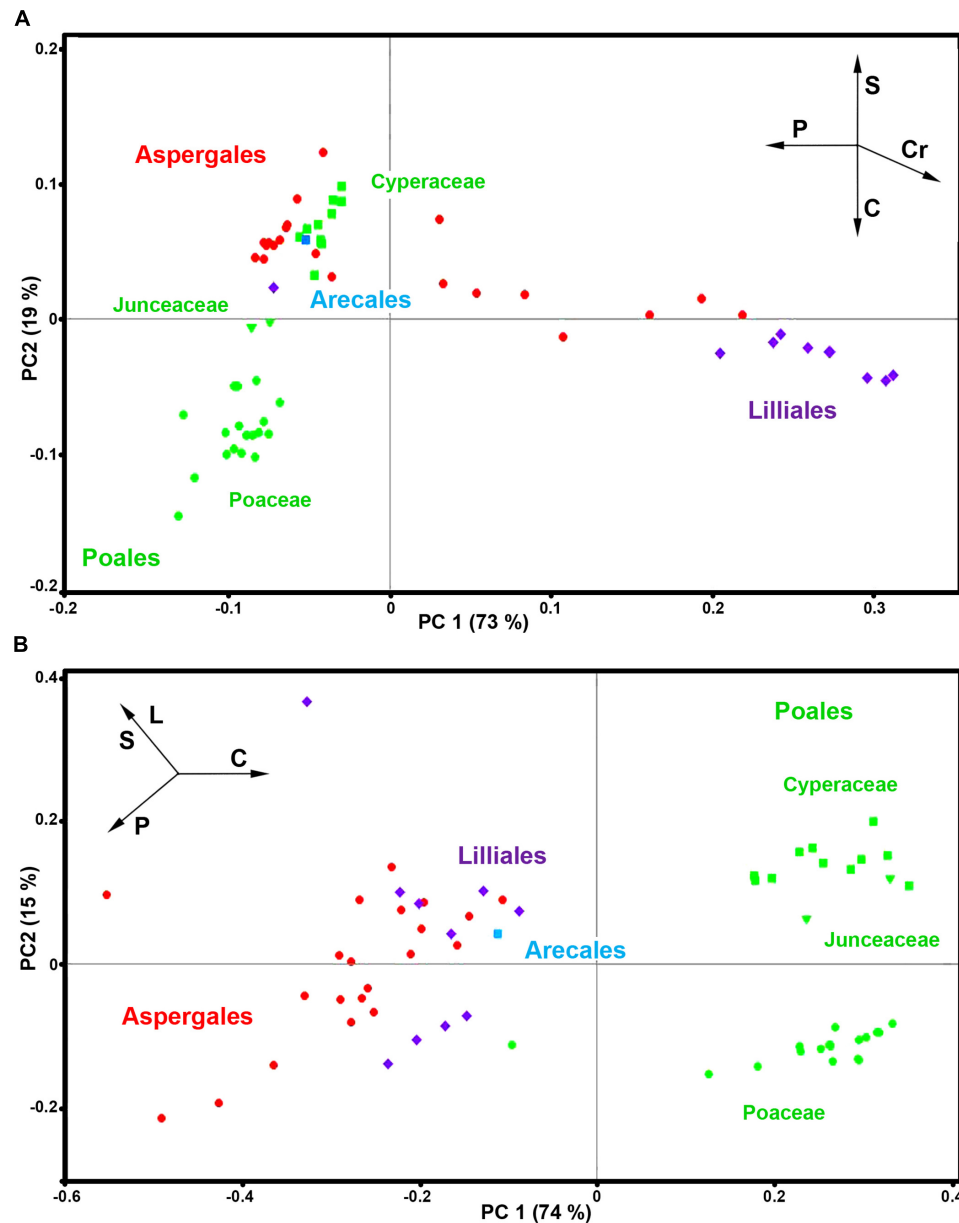 A
0.2
0.1
0
-0.1
-0.2
PC2 (19 %)
Aspergales
Cyperaceae
Arecales
Junceaceae
Poaceae
Poales
Lilliales
S
P
Cr
C
-0.2
-0.1
0
0.1
0.2
0.3
PC 1 (73 %)
B
0.4
0.2
0
-0.2
PC2 (15 %)
L
S
C
P
Poales
Cyperaceae
Lilliales
Arecales
Junceaceae
Aspergales
Poaceae
-0.6
-0.4
-0.2
0
0.2
0.4
PC 1 (74 %)